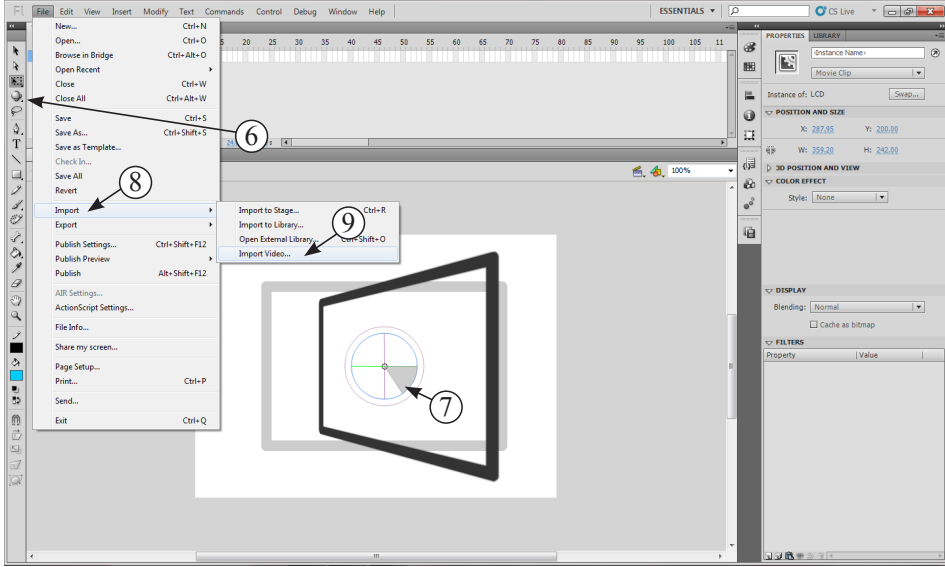 Fl File Edit View Insert Modify Text Commands Control Debug Window Help ESSENTIALS CS Live
New... Ctrl+N
Open... Ctrl+O
Browse in Bridge Ctrl+Alt+O
Open Recent
Close Ctrl+W
Close All Ctrl+Alt+W
Save Ctrl+S
Save As... Ctrl+Shift+S
Save as Template...
Check In...
Save All
Revert
Import
Export
Publish Settings... Ctrl+Shift+F12
Publish Preview
Publish Alt+Shift+F12
AIR Settings...
ActionScript Settings...
File Info...
Share my screen...
Page Setup...
Print... Ctrl+P
Send...
Exit Ctrl+Q
Import to Stage... Ctrl+R
Import to Library...
Open External Library... Ctrl+Shift+O
Import Video...
5 20 25 30 35 40 45 50 55 60 65 70 75 80 85 90 95 100 105 11
s
100%
6
8
9
7
T
PROPERTIES LIBRARY
<Instance Name>
Movie Clip
Instance of: LCD Swap...
POSITION AND SIZE
X: 287.95 Y: 200.00
W: 359.20 H: 242.00
3D POSITION AND VIEW
COLOR EFFECT
Style: None
DISPLAY
Blending: Normal
Cache as bitmap
FILTERS
Property Value